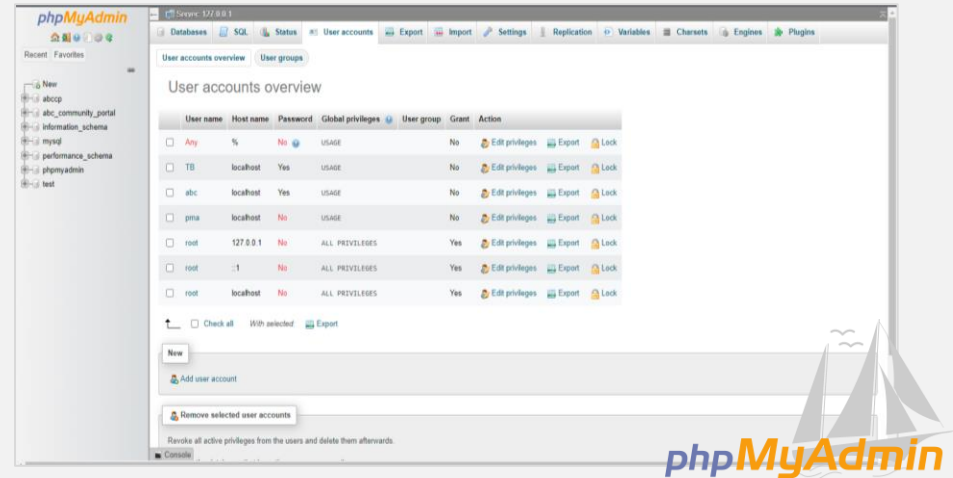 phpMyAdmin
Server: 127.0.0.1
Databases SQL Status User accounts Export Import Settings Replication Variables Charsets Engines Plugins
Recent Favorites
User accounts overview User groups
New
abccp
abc_community_portal
information_schema
mysql
performance_schema
phpmyadmin
test
User accounts overview
User name Host name Password Global privileges User group Grant Action
Any % No USAGE No Edit privileges Export Lock
TB localhost Yes USAGE No Edit privileges Export Lock
abc localhost Yes USAGE No Edit privileges Export Lock
pma localhost No USAGE No Edit privileges Export Lock
root 127.0.0.1 No ALL PRIVILEGES Yes Edit privileges Export Lock
root ::1 No ALL PRIVILEGES Yes Edit privileges Export Lock
root localhost No ALL PRIVILEGES Yes Edit privileges Export Lock
Check all With selected: Export
New
Add user account
Remove selected user accounts
Revoke all active privileges from the users and delete them afterwards.
Console
phpMyAdmin